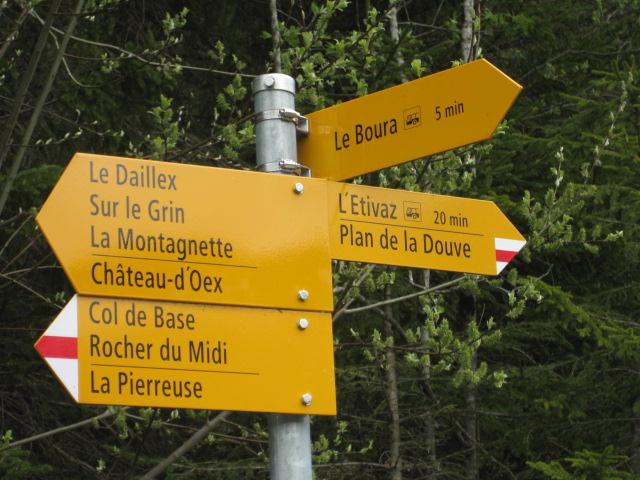 Le Boura 5 min
L'Etivaz 20 min
Plan de la Douve
Le Daillex
Sur le Grin
La Montagnette
Château-d'Oex
Col de Base
Rocher du Midi
La Pierreuse